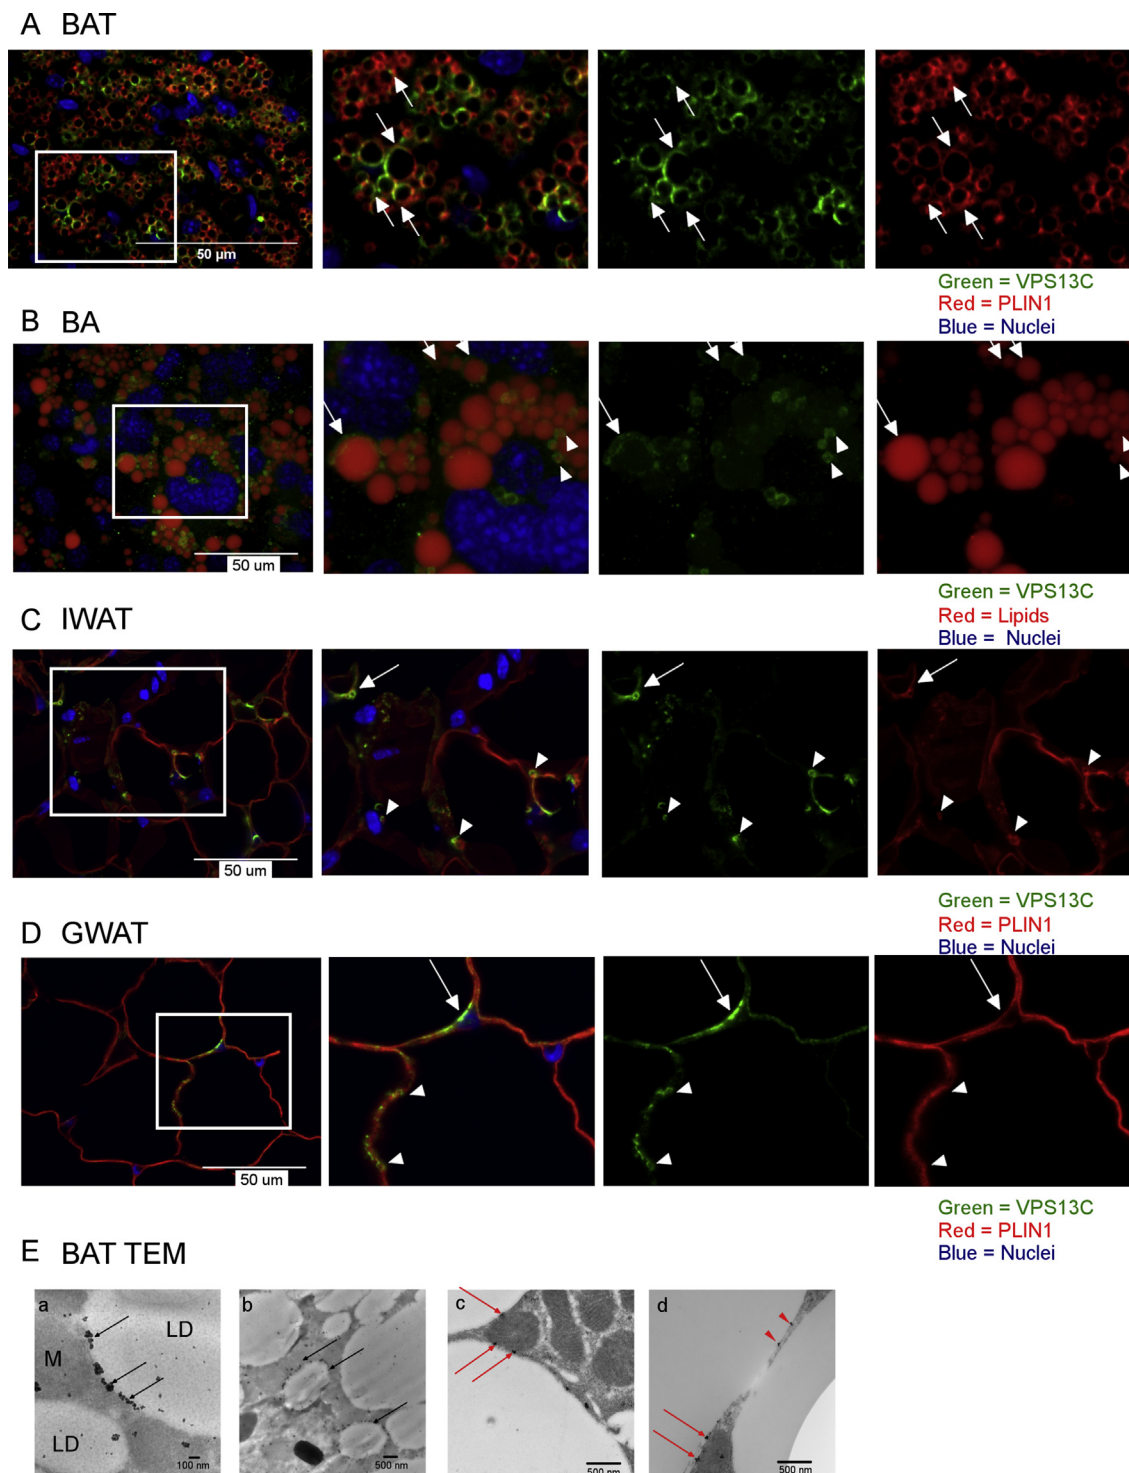 A BAT
50 µm
Green = VPS13C
Red = PLIN1
Blue = Nuclei
B BA
50 um
Green = VPS13C
Red = Lipids
Blue = Nuclei
C IWAT
50 um
Green = VPS13C
Red = PLIN1
Blue = Nuclei
D GWAT
50 um
Green = VPS13C
Red = PLIN1
Blue = Nuclei
E BAT TEM
a
LD
M
LD
100 nm
b
500 nm
c
500 nm
d
500 nm